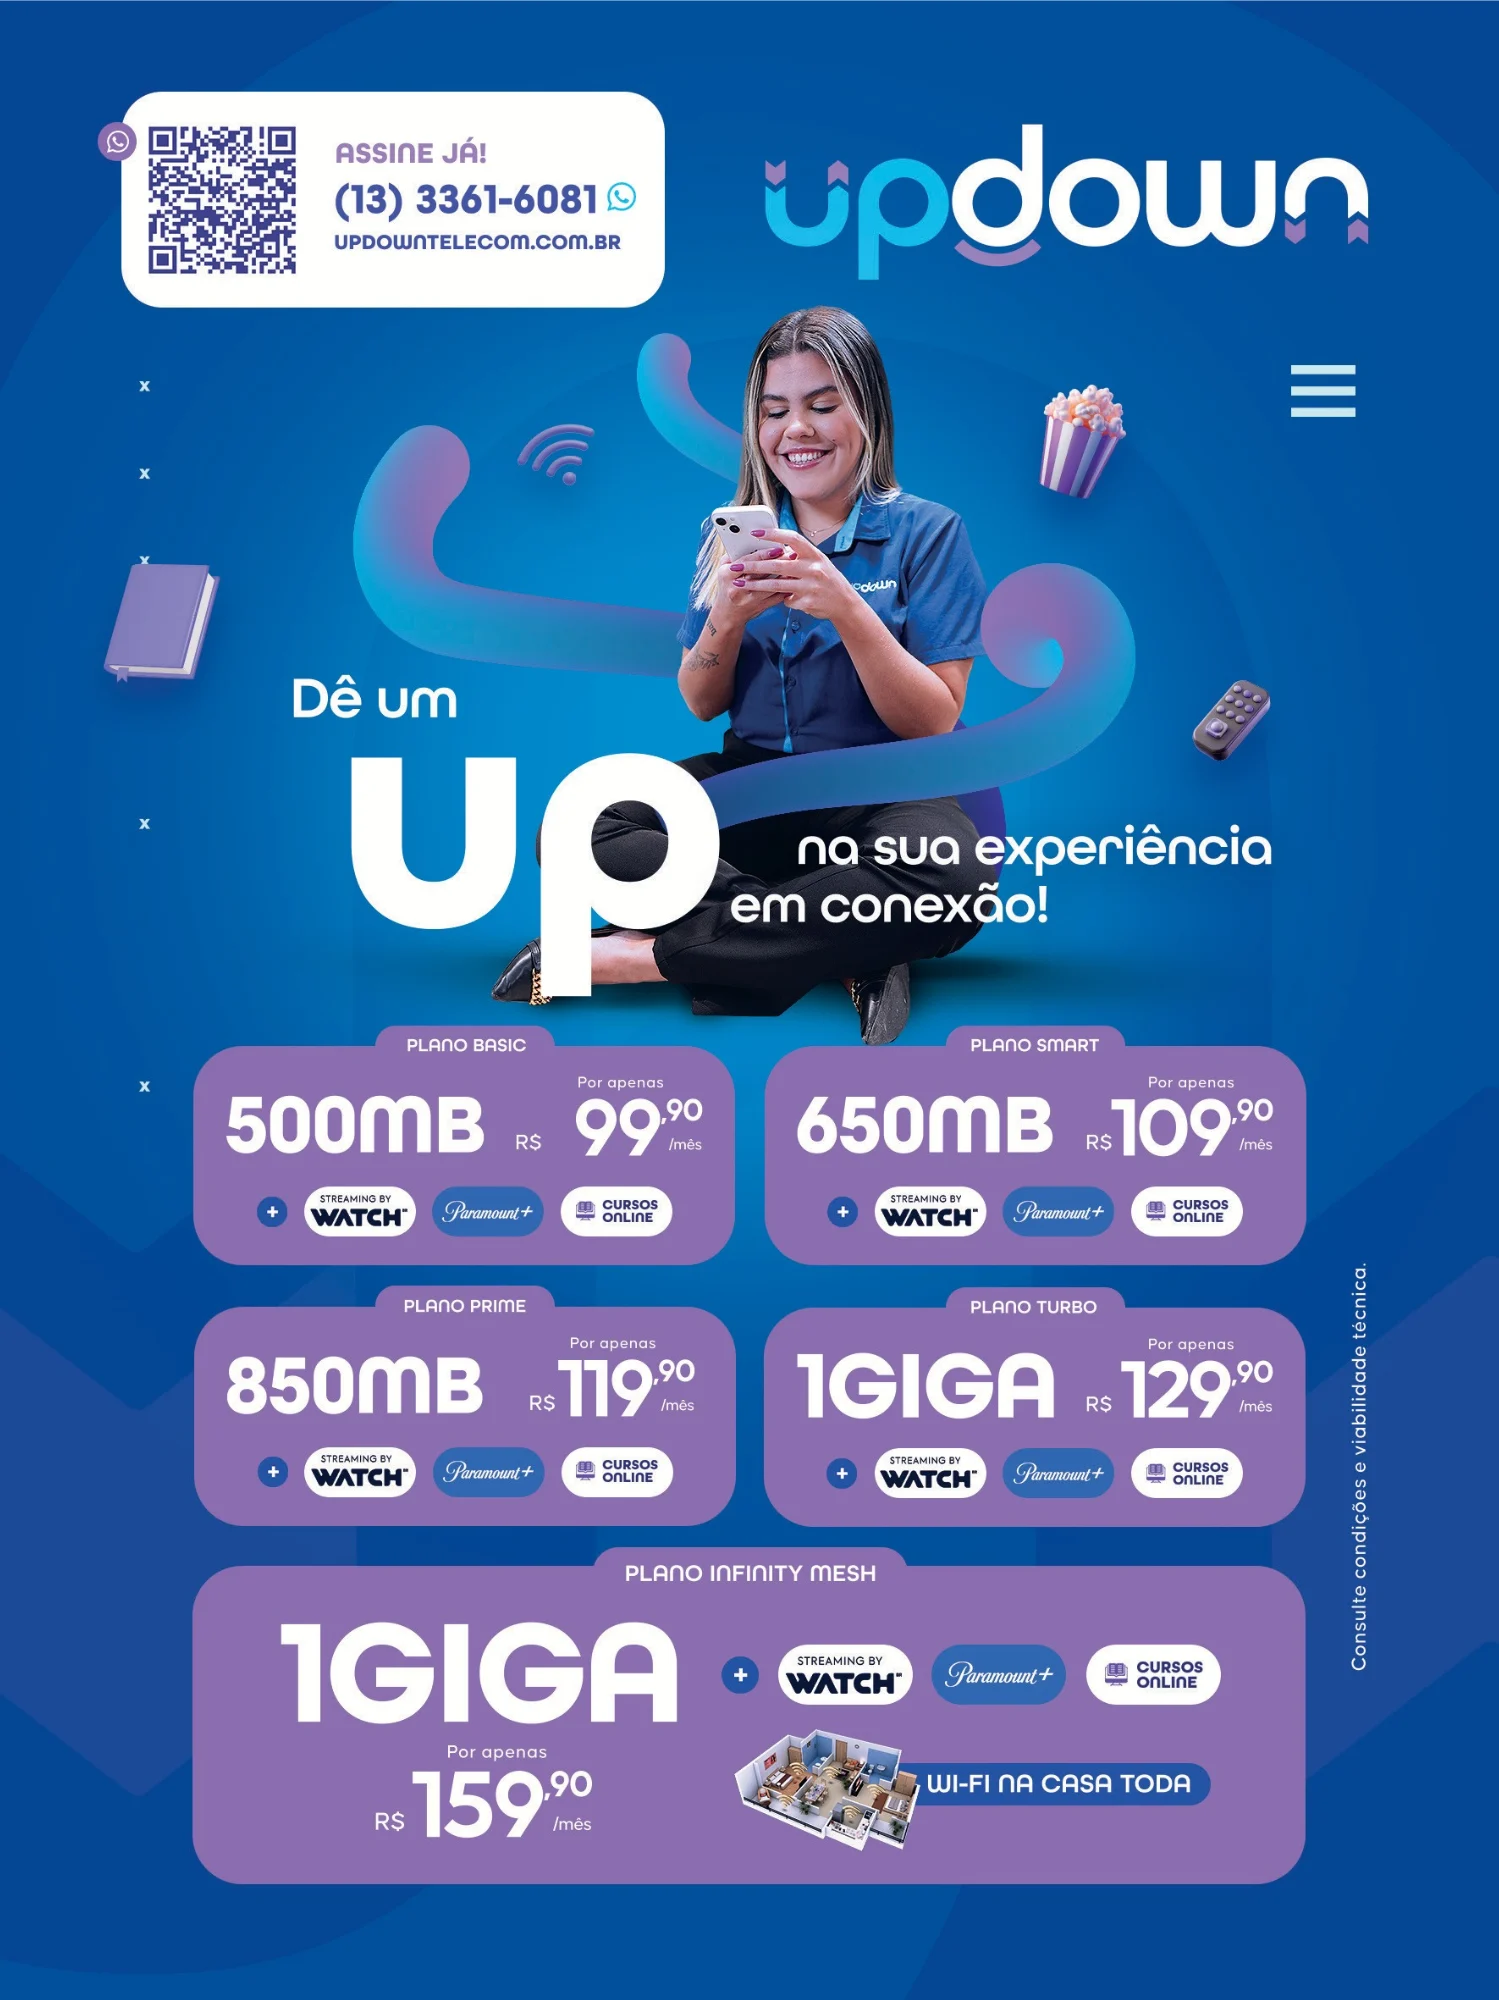 ASSINE JÁ!
(13) 3361-6081
UPDOWNTELECOM.COM.BR
updown
x
x
x
x
x
down
Dê um
up
na sua experiência
em conexão!
PLANO BASIC
500MB
Por apenas
R$ 99,90
/mês
+
STREAMING BY
WATCH
Paramount+
CURSOS
ONLINE
PLANO SMART
650MB
Por apenas
R$ 109,90
/mês
+
STREAMING BY
WATCH
Paramount+
CURSOS
ONLINE
PLANO PRIME
850MB
Por apenas
R$ 119,90
/mês
+
STREAMING BY
WATCH
Paramount+
CURSOS
ONLINE
PLANO TURBO
1GIGA
Por apenas
R$ 129,90
/mês
+
STREAMING BY
WATCH
Paramount+
CURSOS
ONLINE
PLANO INFINITY MESH
1GIGA
Por apenas
R$ 159,90
/mês
+
STREAMING BY
WATCH
Paramount+
CURSOS
ONLINE
WI-FI NA CASA TODA
Consulte condições e viabilidade técnica.